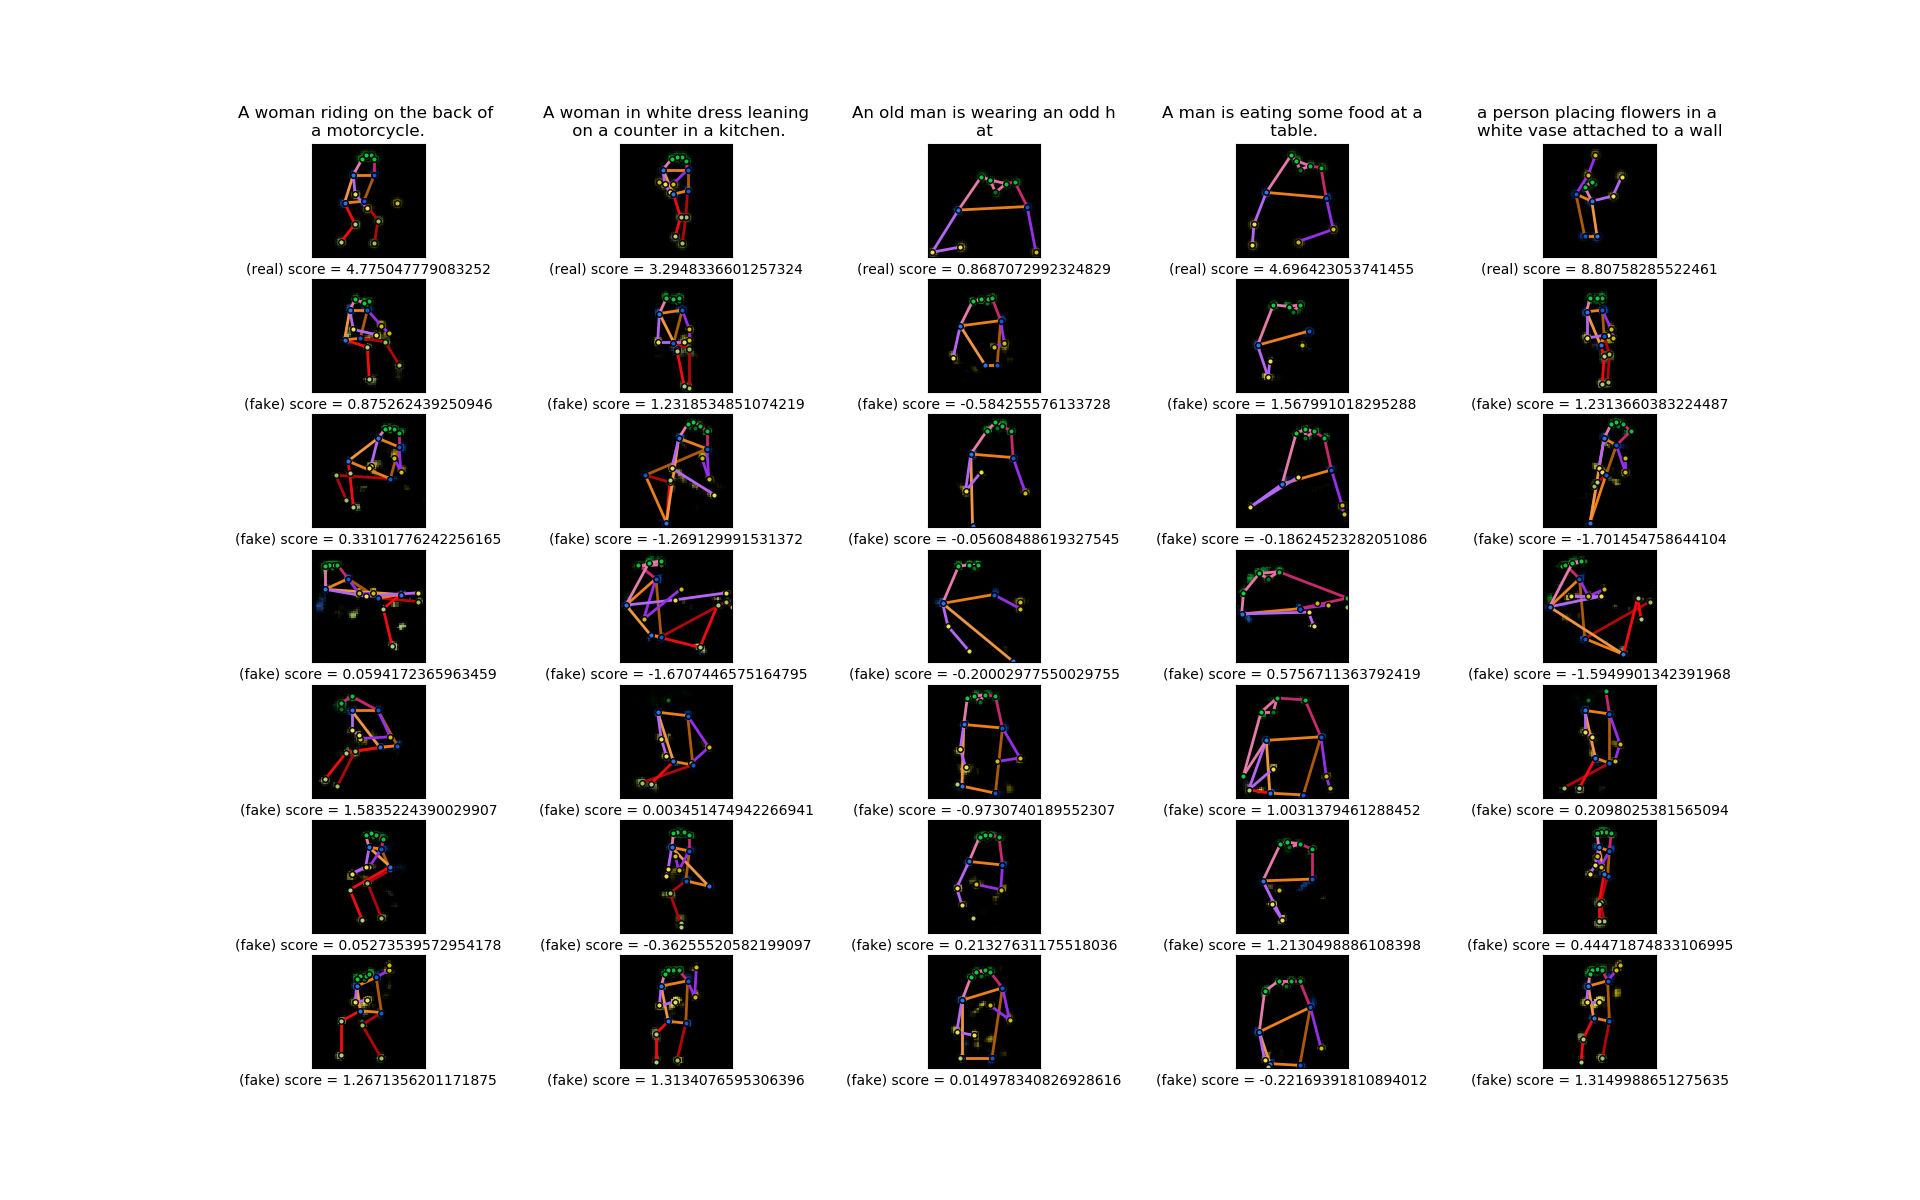 A woman riding on the back of
a motorcycle.
A woman in white dress leaning
on a counter in a kitchen.
An old man is wearing an odd h
at
A man is eating some food at a
table.
a person placing flowers in a
white vase attached to a wall
(real) score = 4.775047779083252
(real) score = 3.2948336601257324
(real) score = 0.8687072992324829
(real) score = 4.696423053741455
(real) score = 8.80758285522461
(fake) score = 0.875262439250946
(fake) score = 1.2318534851074219
(fake) score = -0.584255576133728
(fake) score = 1.567991018295288
(fake) score = 1.2313660383224487
(fake) score = 0.33101776242256165
(fake) score = -1.269129991531372
(fake) score = -0.05608488619327545
(fake) score = -0.18624523282051086
(fake) score = -1.701454758644104
(fake) score = 0.0594172365963459
(fake) score = -1.6707446575164795
(fake) score = -0.20002977550029755
(fake) score = 0.5756711363792419
(fake) score = -1.5949901342391968
(fake) score = 1.5835224390029907
(fake) score = 0.003451474942266941
(fake) score = -0.9730740189552307
(fake) score = 1.0031379461288452
(fake) score = 0.2098025381565094
(fake) score = 0.05273539572954178
(fake) score = -0.36255520582199097
(fake) score = 0.21327631175518036
(fake) score = 1.2130498886108398
(fake) score = 0.44471874833106995
(fake) score = 1.2671356201171875
(fake) score = 1.3134076595306396
(fake) score = 0.014978340826928616
(fake) score = -0.22169391810894012
(fake) score = 1.3149988651275635